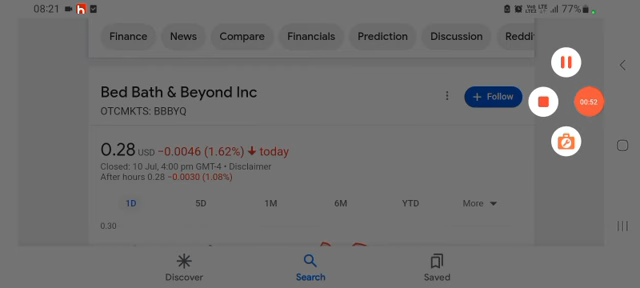 08:21 77%
Finance News Compare Financials Prediction Discussion Reddi
Bed Bath & Beyond Inc
OTCMKTS: BBBYQ
+ Follow
00:52
0.28 USD −0.0046 (1.62%) ↓ today
Closed: 10 Jul, 4:00 pm GMT-4 • Disclaimer
After hours 0.28 −0.0030 (1.08%)
1D 5D 1M 6M YTD More
0.30
Discover Search Saved